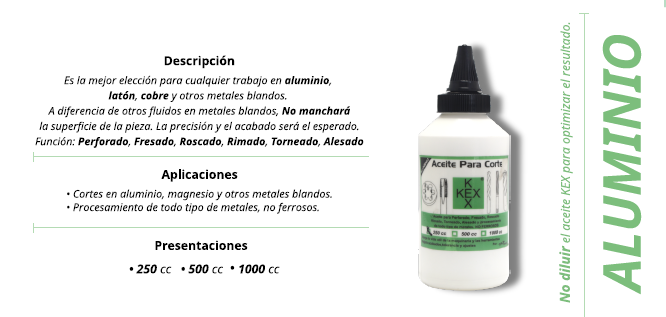 Descripción
Es la mejor elección para cualquier trabajo en aluminio,
latón, cobre y otros metales blandos.
A diferencia de otros fluidos en metales blandos, No manchará
la superficie de la pieza. La precisión y el acabado será el esperado.
Función: Perforado, Fresado, Roscado, Rimado, Torneado, Alesado
Aplicaciones
• Cortes en aluminio, magnesio y otros metales blandos.
• Procesamiento de todo tipo de metales, no ferrosos.
Presentaciones
• 250 cc • 500 cc • 1000 cc
Aceite Para Corte
K
KEX
X
250 cc 500 cc 1000 cc
No diluir el aceite KEX para optimizar el resultado.
ALUMINIO